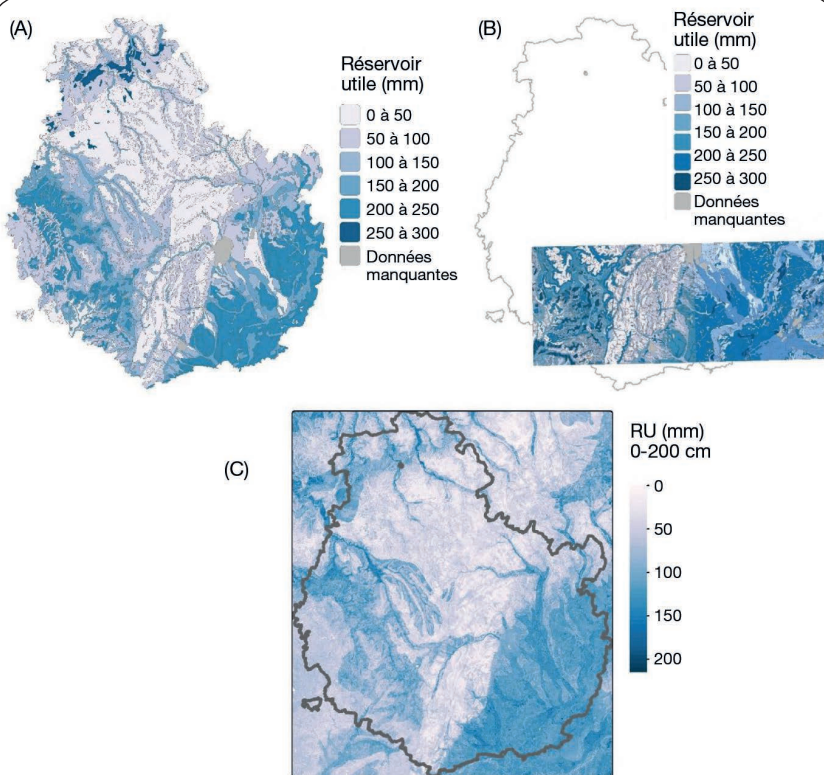 (A)
Réservoir
utile (mm)
0 à 50
50 à 100
100 à 150
150 à 200
200 à 250
250 à 300
Données
manquantes
(B)
Réservoir
utile (mm)
0 à 50
50 à 100
100 à 150
150 à 200
200 à 250
250 à 300
Données
manquantes
(C)
RU (mm)
0-200 cm
0
50
100
150
200